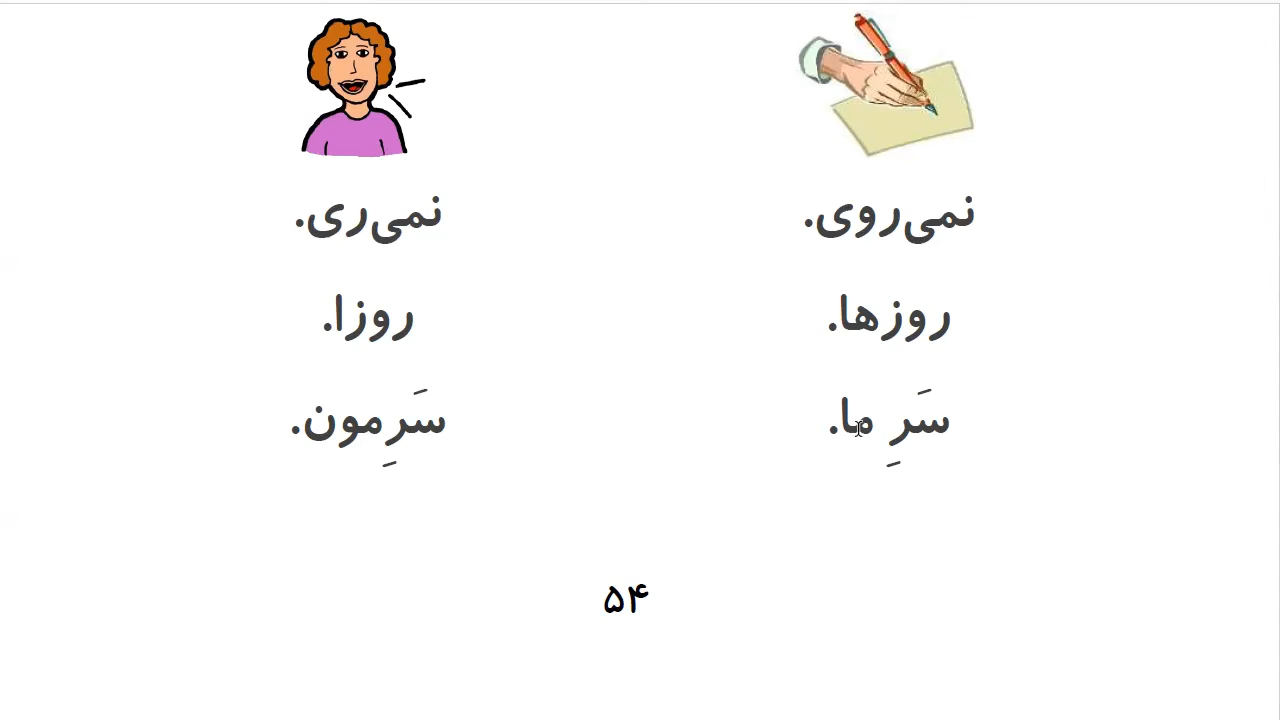 نمی‌روی. نمی‌ری.
روزها. روزا.
سَرِ ما. سَرِمون.
۵۴